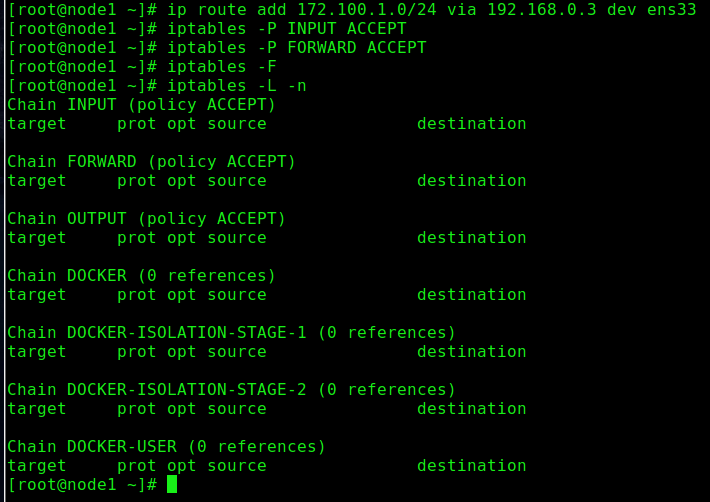 [root@node1 ~]# ip route add 172.100.1.0/24 via 192.168.0.3 dev ens33
[root@node1 ~]# iptables -P INPUT ACCEPT
[root@node1 ~]# iptables -P FORWARD ACCEPT
[root@node1 ~]# iptables -F
[root@node1 ~]# iptables -L -n
Chain INPUT (policy ACCEPT)
target     prot opt source               destination
Chain FORWARD (policy ACCEPT)
target     prot opt source               destination
Chain OUTPUT (policy ACCEPT)
target     prot opt source               destination
Chain DOCKER (0 references)
target     prot opt source               destination
Chain DOCKER-ISOLATION-STAGE-1 (0 references)
target     prot opt source               destination
Chain DOCKER-ISOLATION-STAGE-2 (0 references)
target     prot opt source               destination
Chain DOCKER-USER (0 references)
target     prot opt source               destination
[root@node1 ~]#